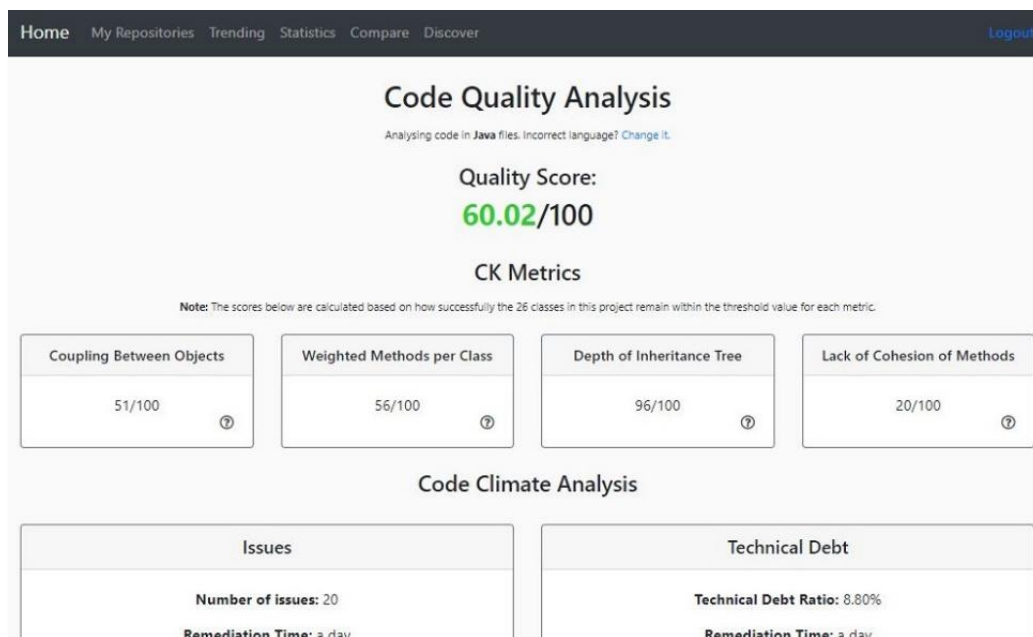 Home My Repositories Trending Statistics Compare Discover Logout
Code Quality Analysis
Analysing code in Java files. Incorrect language? Change it.
Quality Score:
60.02/100
CK Metrics
Note: The scores below are calculated based on how successfully the 26 classes in this project remain within the threshold value for each metric.
Coupling Between Objects
51/100
Weighted Methods per Class
56/100
Depth of Inheritance Tree
96/100
Lack of Cohesion of Methods
20/100
Code Climate Analysis
Issues
Number of issues: 20
Remediation Time: a day
Technical Debt
Technical Debt Ratio: 8.80%
Remediation Time: a day